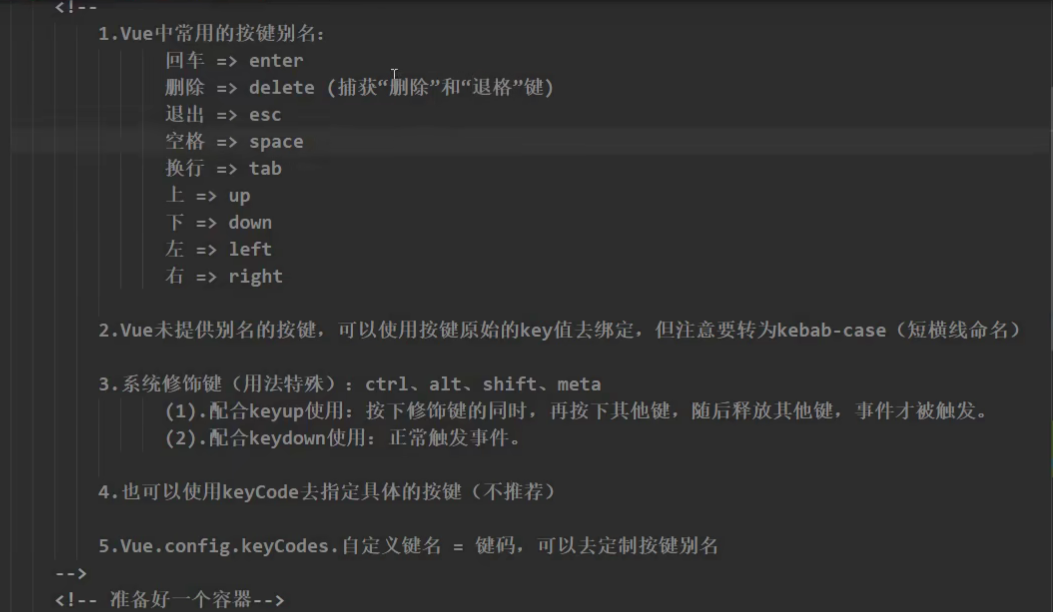 <!--
1.Vue中常用的按键别名：
回车 => enter
删除 => delete (捕获“删除”和“退格”键)
退出 => esc
空格 => space
换行 => tab
上 => up
下 => down
左 => left
右 => right
2.Vue未提供别名的按键，可以使用按键原始的key值去绑定，但注意要转为kebab-case（短横线命名）
3.系统修饰键（用法特殊）：ctrl、alt、shift、meta
(1).配合keyup使用：按下修饰键的同时，再按下其他键，随后释放其他键，事件才被触发。
(2).配合keydown使用：正常触发事件。
4.也可以使用keyCode去指定具体的按键（不推荐）
5.Vue.config.keyCodes.自定义键名 = 键码，可以去定制按键别名
-->
<!-- 准备好一个容器-->